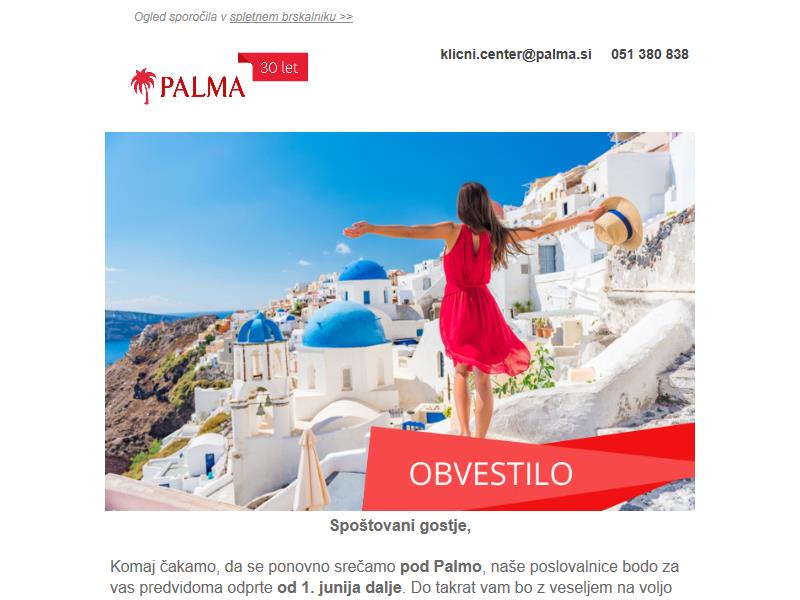 Ogled sporočila v spletnem brskalniku >>
klicni.center@palma.si 051 380 838
30 let
PALMA
OBVESTILO
Spoštovani gostje,
Komaj čakamo, da se ponovno srečamo pod Palmo, naše poslovalnice bodo za
vas predvidoma odprte od 1. junija dalje. Do takrat vam bo z veseljem na voljo